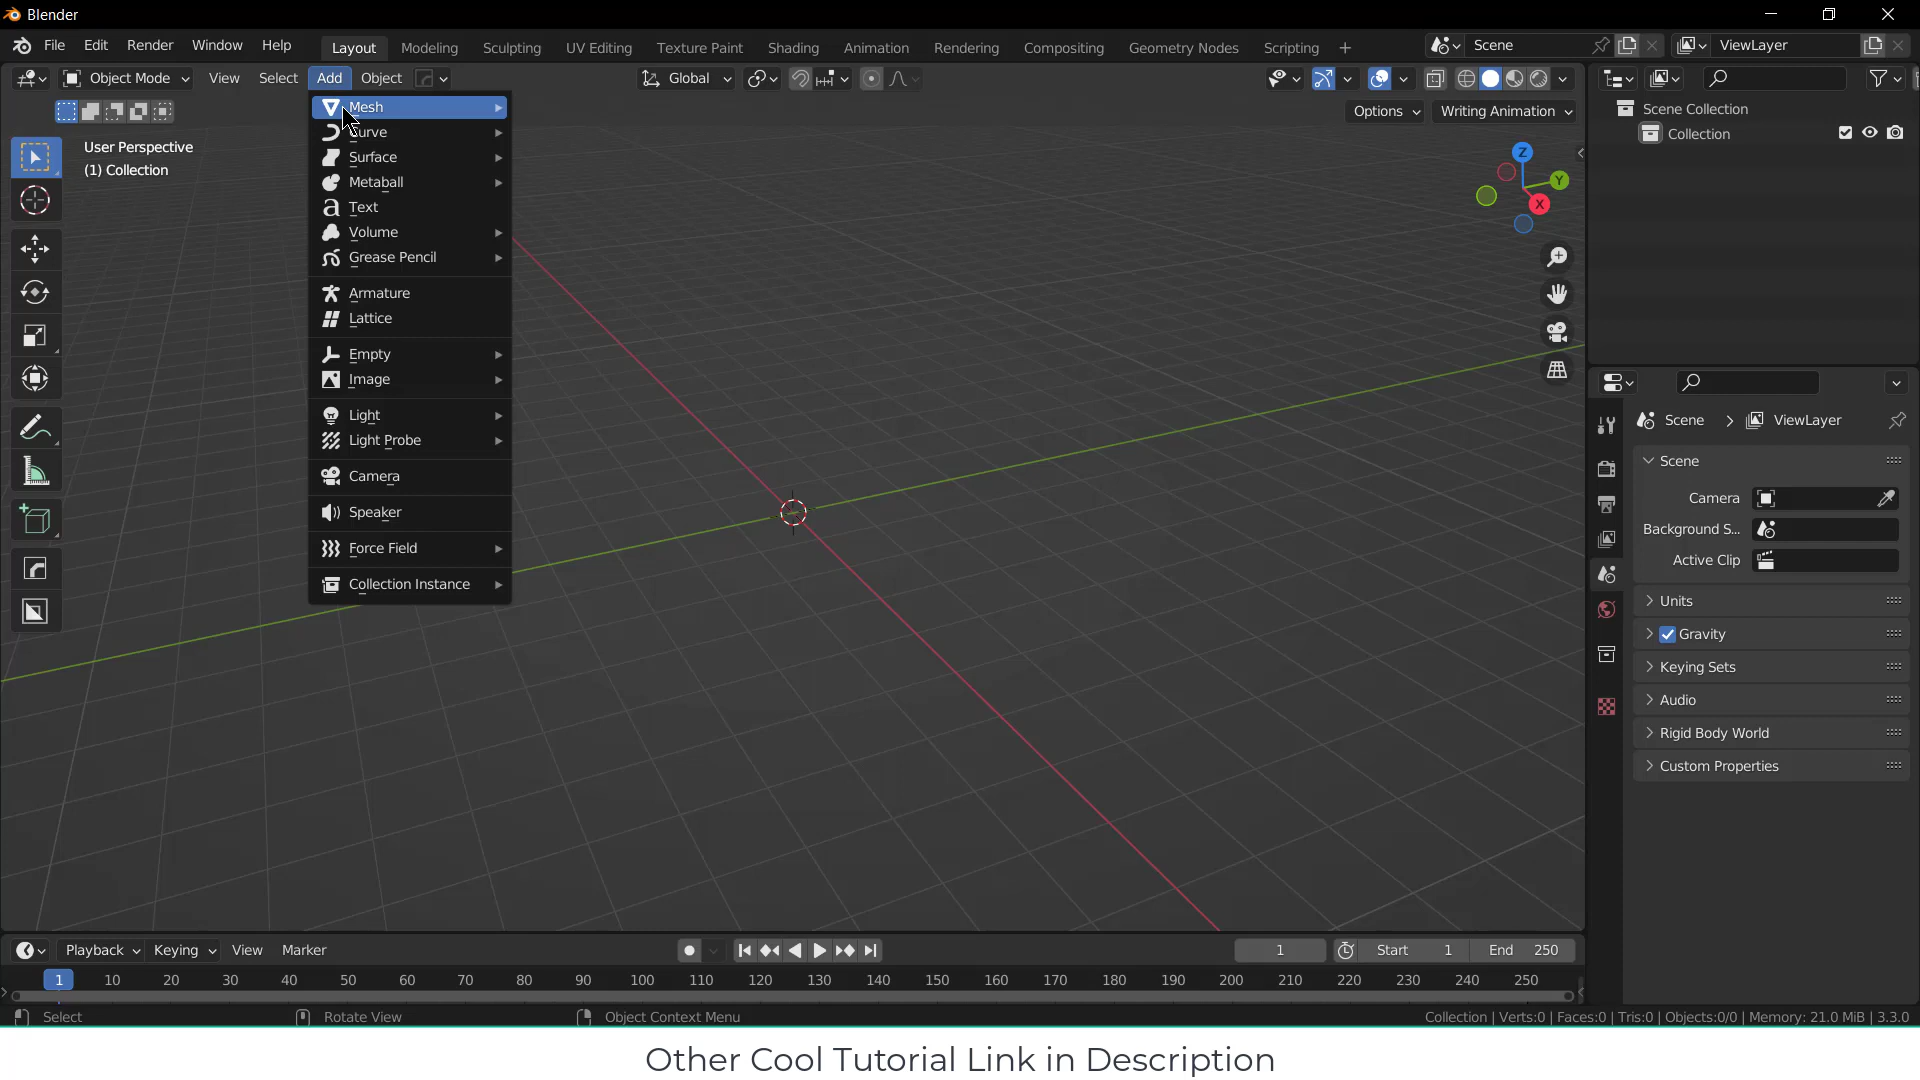 Blender
File Edit Render Window Help Layout Modeling Sculpting UV Editing Texture Paint Shading Animation Rendering Compositing Geometry Nodes Scripting + Scene ViewLayer
Object Mode View Select Add Object Global
Options Writing Animation
User Perspective
(1) Collection
Mesh
Curve
Surface
Metaball
Text
Volume
Grease Pencil
Armature
Lattice
Empty
Image
Light
Light Probe
Camera
Speaker
Force Field
Collection Instance
Z
Y
X
Scene Collection
Collection
Scene > ViewLayer
Scene
Camera
Background S...
Active Clip
Units
Gravity
Keying Sets
Audio
Rigid Body World
Custom Properties
Playback Keying View Marker 1 Start 1 End 250
1 10 20 30 40 50 60 70 80 90 100 110 120 130 140 150 160 170 180 190 200 210 220 230 240 250
Select Rotate View Object Context Menu Collection | Verts:0 | Faces:0 | Tris:0 | Objects:0/0 | Memory: 21.0 MiB | 3.3.0
Other Cool Tutorial Link in Description